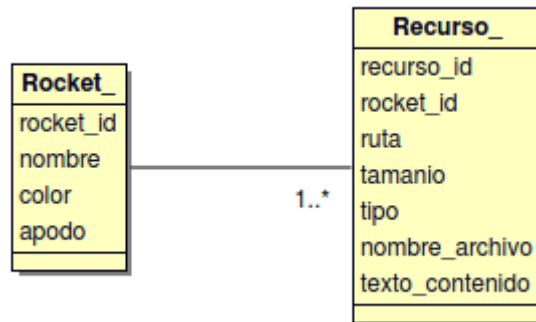 Rocket_
rocket_id
nombre
color
apodo
1..*
Recurso_
recurso_id
rocket_id
ruta
tamanio
tipo
nombre_archivo
texto_contenido